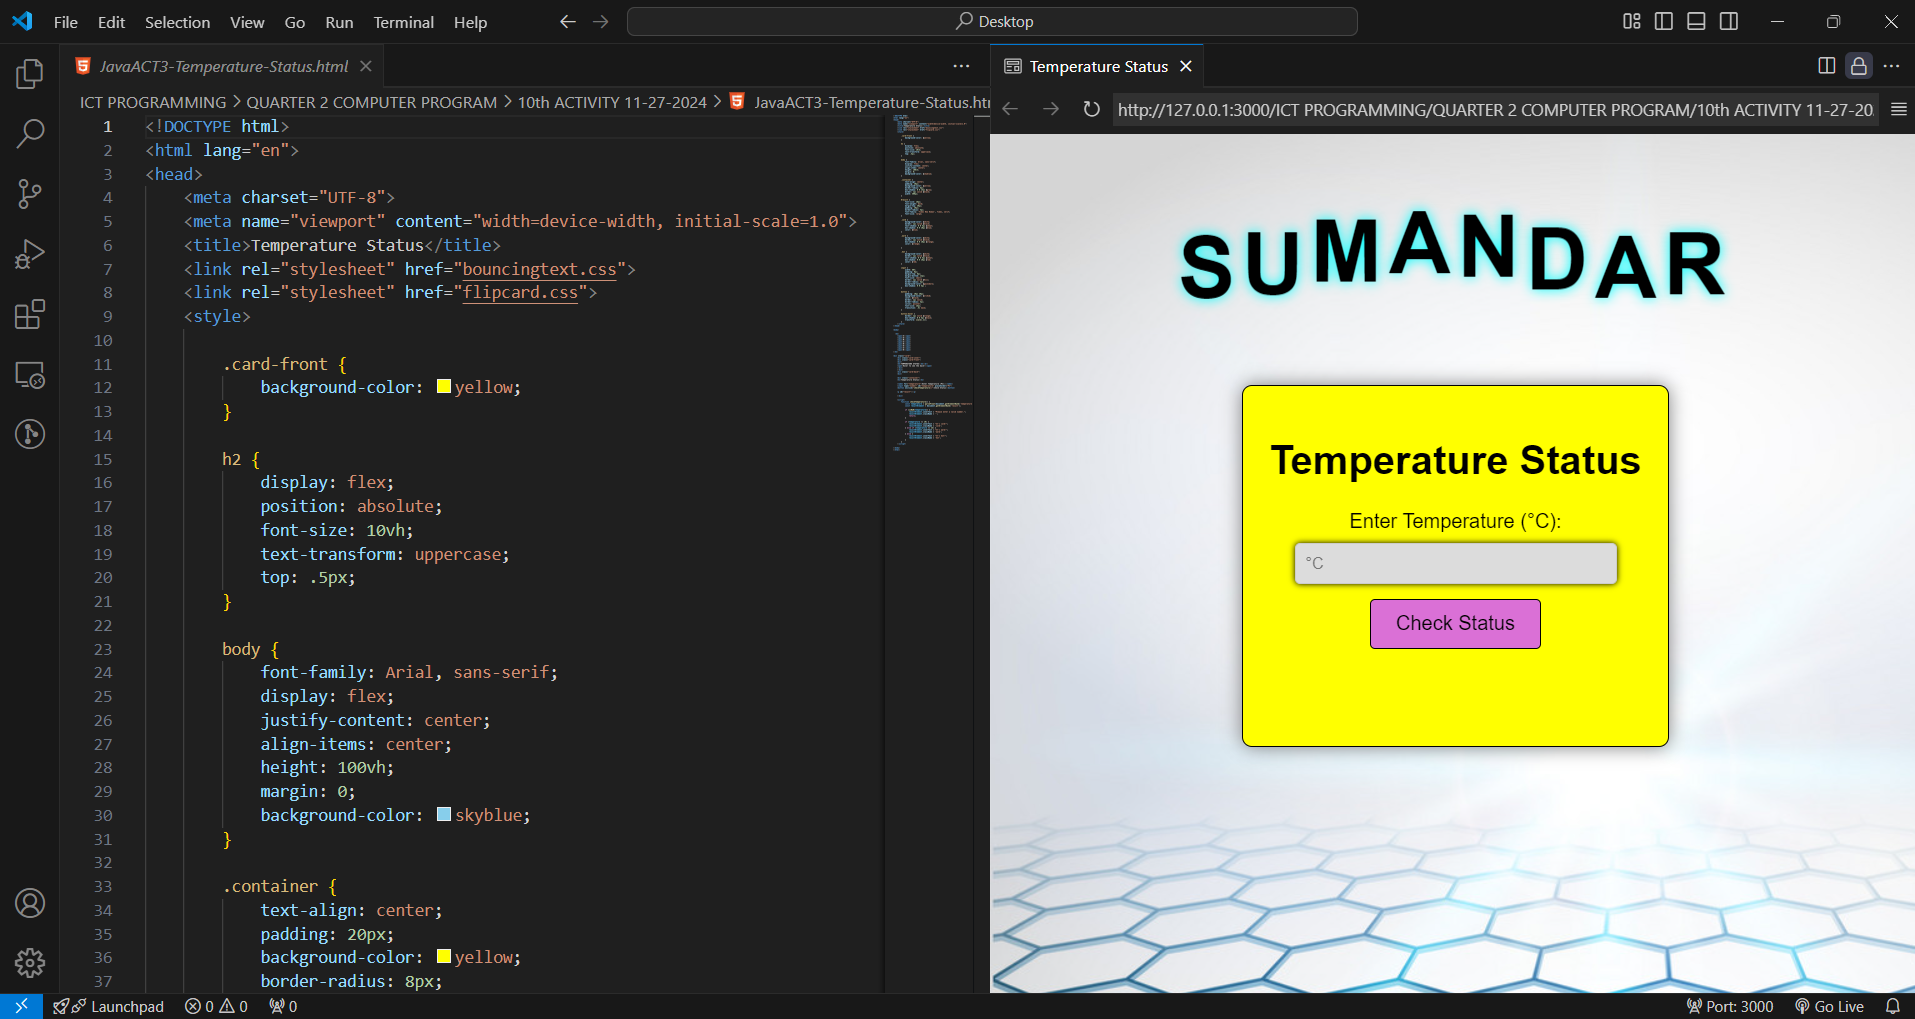 File Edit Selection View Go Run Terminal Help
Desktop
JavaACT3-Temperature-Status.html
Temperature Status
ICT PROGRAMMING > QUARTER 2 COMPUTER PROGRAM > 10th ACTIVITY 11-27-2024 > JavaACT3-Temperature-Status.htm
http://127.0.0.1:3000/ICT PROGRAMMING/QUARTER 2 COMPUTER PROGRAM/10th ACTIVITY 11-27-20
1 <!DOCTYPE html>
2 <html lang="en">
3 <head>
4 <meta charset="UTF-8">
5 <meta name="viewport" content="width=device-width, initial-scale=1.0">
6 <title>Temperature Status</title>
7 <link rel="stylesheet" href="bouncingtext.css">
8 <link rel="stylesheet" href="flipcard.css">
9 <style>
10
11 .card-front {
12 background-color: yellow;
13 }
14
15 h2 {
16 display: flex;
17 position: absolute;
18 font-size: 10vh;
19 text-transform: uppercase;
20 top: .5px;
21 }
22
23 body {
24 font-family: Arial, sans-serif;
25 display: flex;
26 justify-content: center;
27 align-items: center;
28 height: 100vh;
29 margin: 0;
30 background-color: skyblue;
31 }
32
33 .container {
34 text-align: center;
35 padding: 20px;
36 background-color: yellow;
37 border-radius: 8px;
SUMANDAR
Temperature Status
Enter Temperature (°C):
°C
Check Status
Launchpad 0 0 0
Port: 3000 Go Live